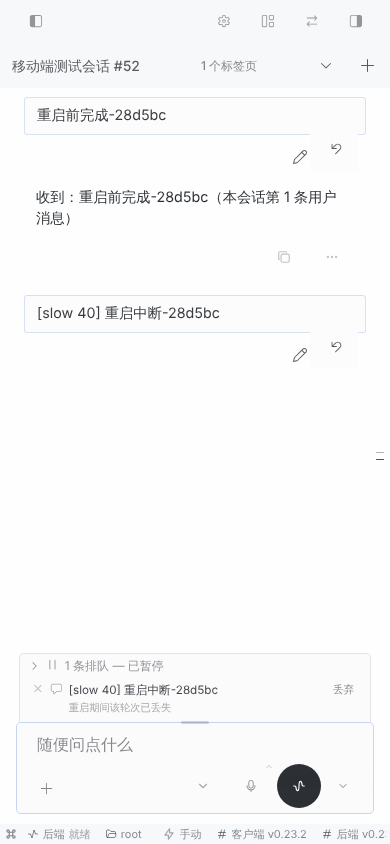 移动端测试会话 #52
1个标签页
重启前完成-28d5bc
收到：重启前完成-28d5bc（本会话第 1 条用户
消息）
[slow 40] 重启中断-28d5bc
1 条排队 — 已暂停
[slow 40] 重启中断-28d5bc
丢弃
重启期间该轮次已丢失
随便问点什么
后端 就绪
root
手动
# 客户端 v0.23.2
# 后端 v0.2